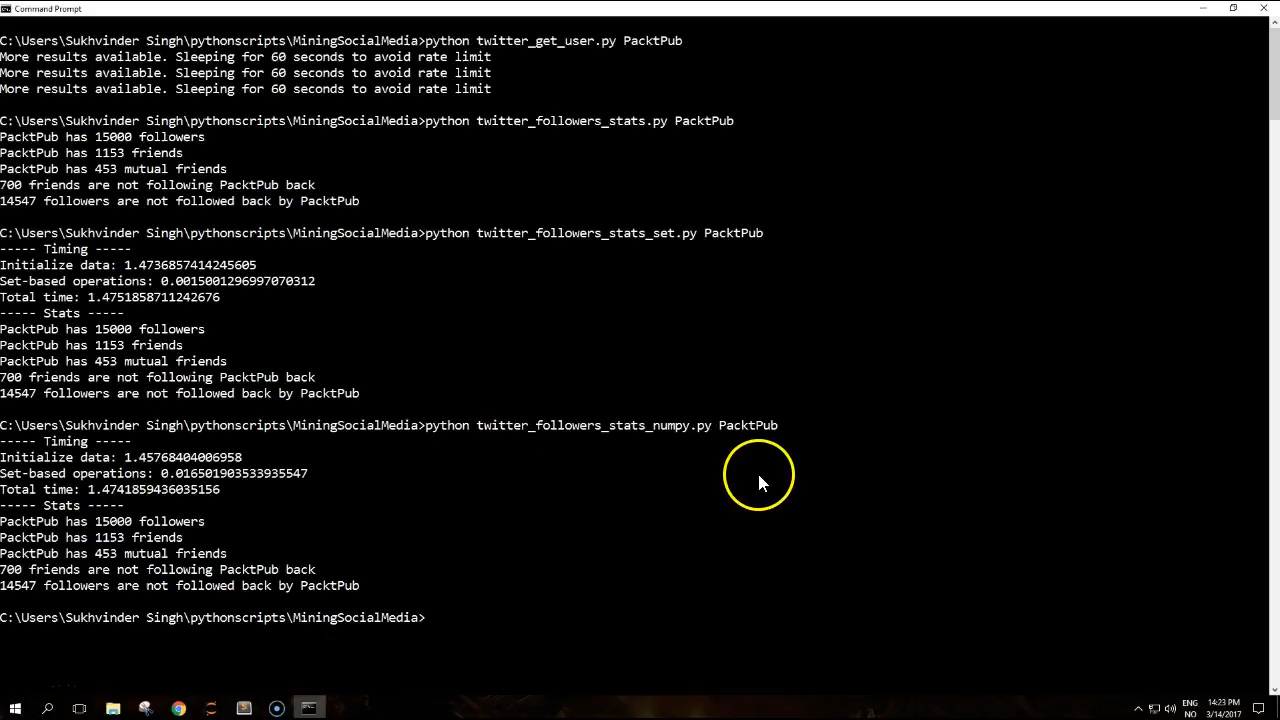 Command Prompt
C:\Users\Sukhvinder Singh\pythonscripts\MiningSocialMedia>python twitter_get_user.py PacktPub
More results available. Sleeping for 60 seconds to avoid rate limit
More results available. Sleeping for 60 seconds to avoid rate limit
More results available. Sleeping for 60 seconds to avoid rate limit
C:\Users\Sukhvinder Singh\pythonscripts\MiningSocialMedia>python twitter_followers_stats.py PacktPub
PacktPub has 15000 followers
PacktPub has 1153 friends
PacktPub has 453 mutual friends
700 friends are not following PacktPub back
14547 followers are not followed back by PacktPub
C:\Users\Sukhvinder Singh\pythonscripts\MiningSocialMedia>python twitter_followers_stats_set.py PacktPub
----- Timing -----
Initialize data: 1.4736857414245605
Set-based operations: 0.0015001296997070312
Total time: 1.4751858711242676
----- Stats -----
PacktPub has 15000 followers
PacktPub has 1153 friends
PacktPub has 453 mutual friends
700 friends are not following PacktPub back
14547 followers are not followed back by PacktPub
C:\Users\Sukhvinder Singh\pythonscripts\MiningSocialMedia>python twitter_followers_stats_numpy.py PacktPub
----- Timing -----
Initialize data: 1.45768404006958
Set-based operations: 0.016501903533935547
Total time: 1.4741859436035156
----- Stats -----
PacktPub has 15000 followers
PacktPub has 1153 friends
PacktPub has 453 mutual friends
700 friends are not following PacktPub back
14547 followers are not followed back by PacktPub
C:\Users\Sukhvinder Singh\pythonscripts\MiningSocialMedia>
ENG
NO
14:23 PM
3/14/2017